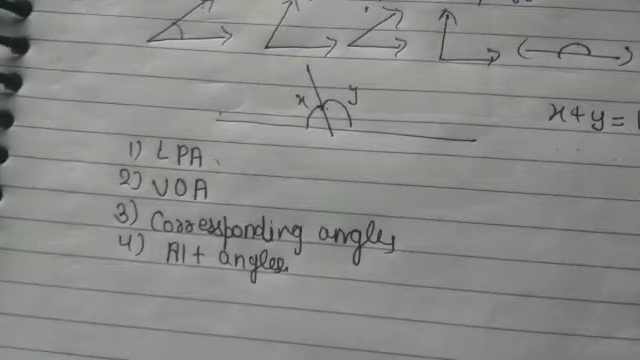 x y
x+y=
1) LPA
2) VOA
3) Corresponding angles
4) Alt angles